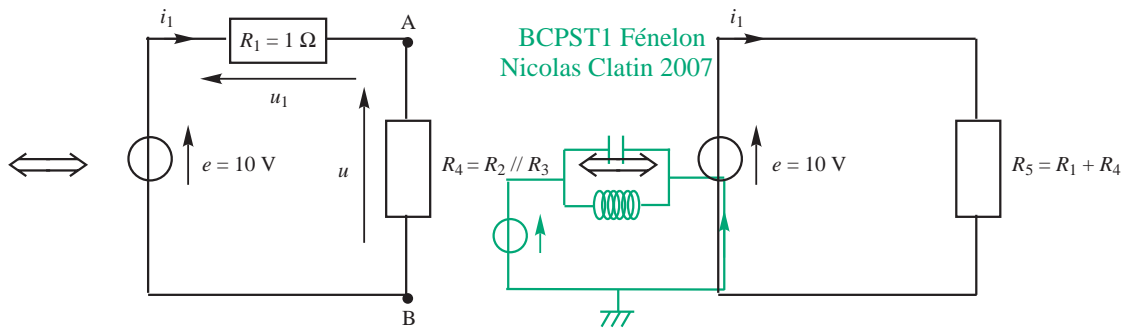 i1
R1 = 1 Ω
A
u1
e = 10 V
u
R4 = R2 // R3
B
BCPST1 Fénelon
Nicolas Clatin 2007
i1
e = 10 V
R5 = R1 + R4